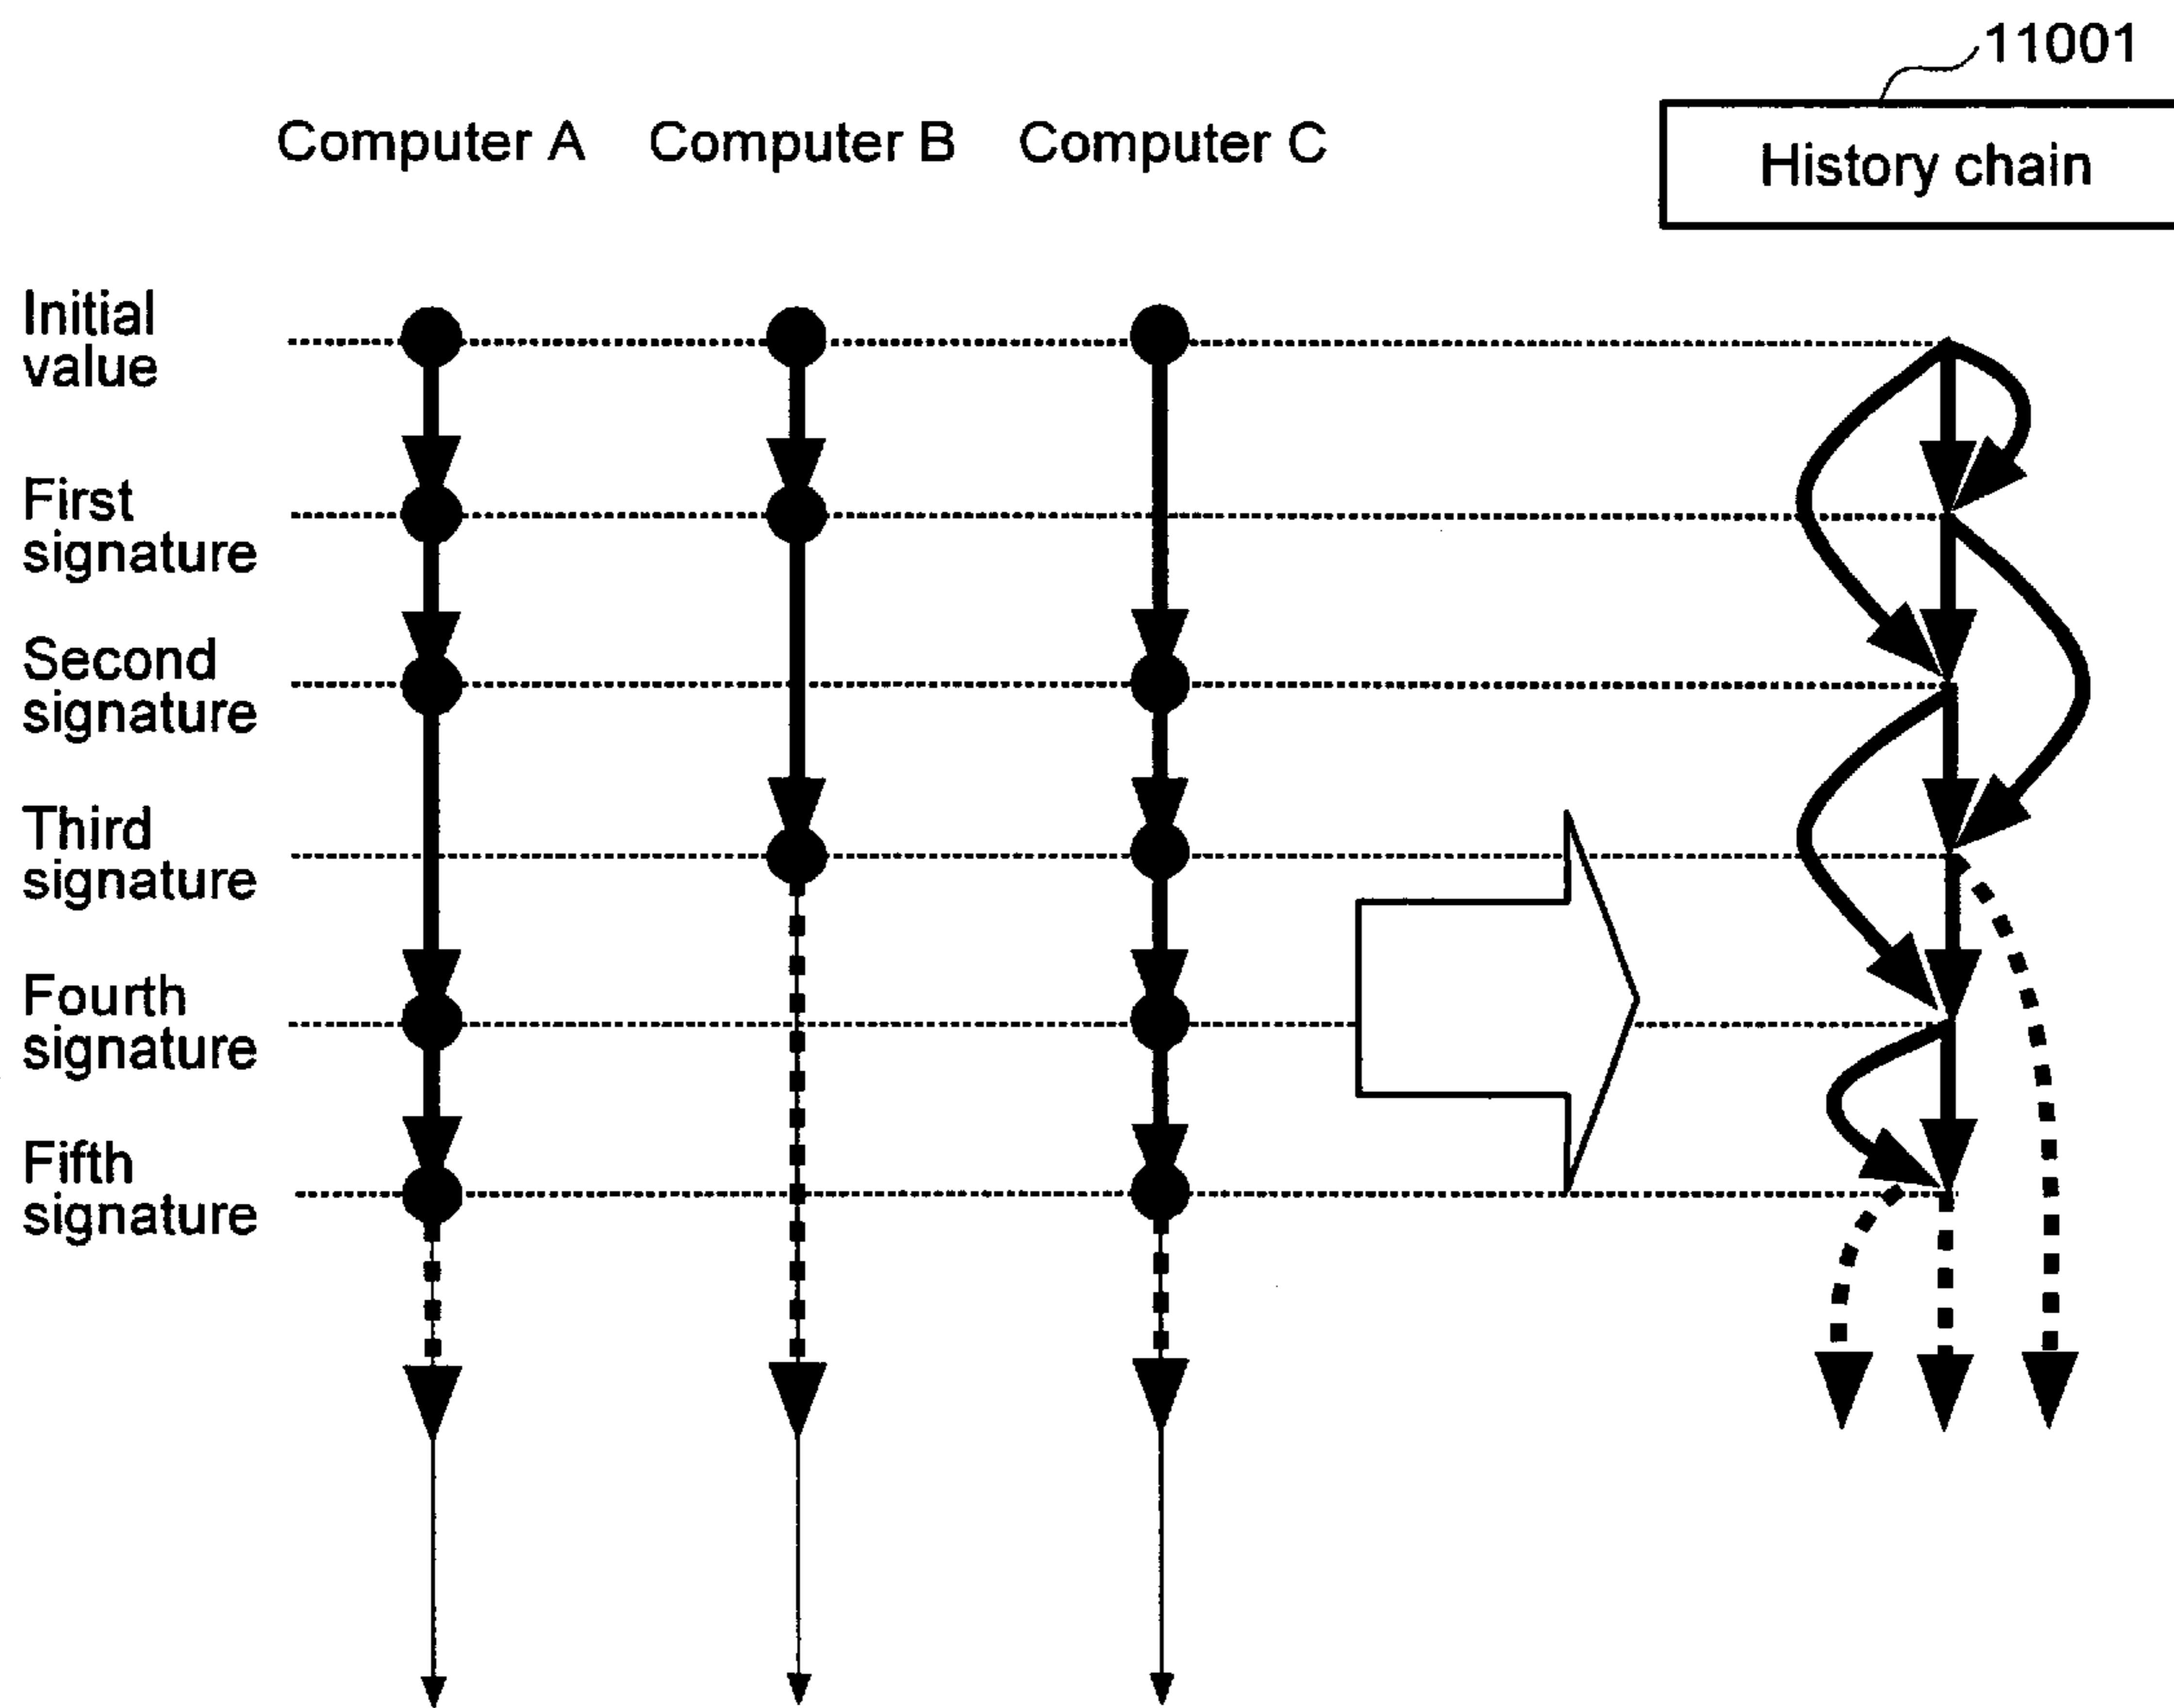 11001
Computer A
Computer B
Computer C
History chain
Initial
value
First
signature
Second
signature
Third
signature
Fourth
signature
Fifth
signature